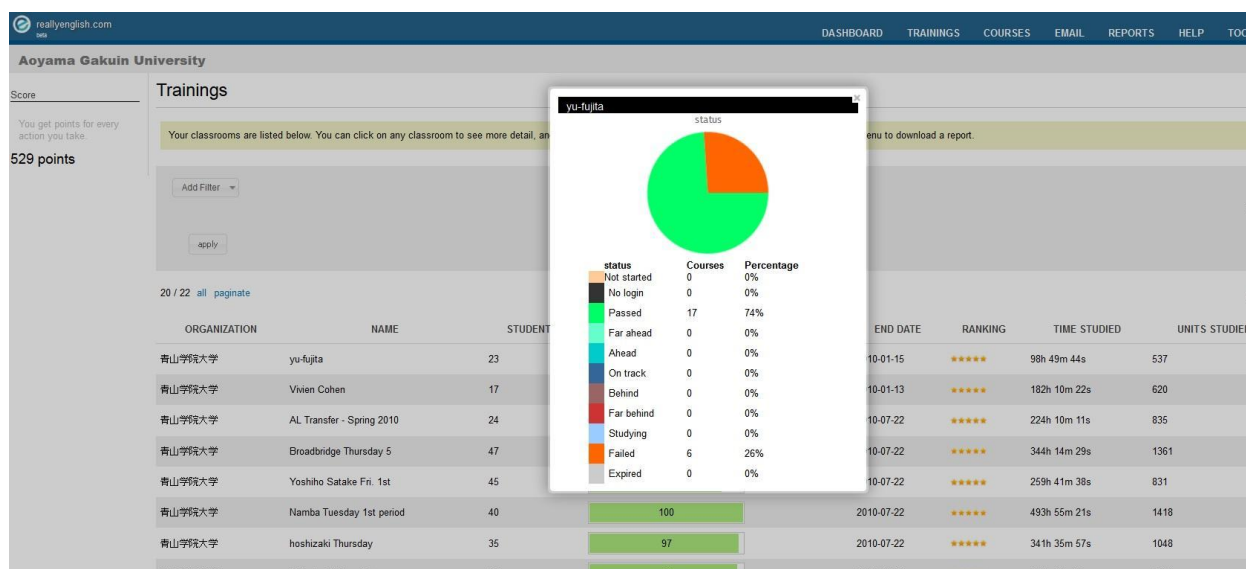 reallyenglish.com
beta
DASHBOARD TRAININGS COURSES EMAIL REPORTS HELP TOO
Aoyama Gakuin University
Score
You get points for every
action you take.
529 points
Trainings
Your classrooms are listed below. You can click on any classroom to see more detail, an
enu to download a report.
Add Filter
apply
20 / 22 all paginate
yu-fujita
status
status Courses Percentage
Not started 0 0%
No login 0 0%
Passed 17 74%
Far ahead 0 0%
Ahead 0 0%
On track 0 0%
Behind 0 0%
Far behind 0 0%
Studying 0 0%
Failed 6 26%
Expired 0 0%
ORGANIZATION NAME STUDENT END DATE RANKING TIME STUDIED UNITS STUDIED
青山学院大学 yu-fujita 23 10-01-15 ★★★★★ 98h 49m 44s 537
青山学院大学 Vivien Cohen 17 10-01-13 ★★★★★ 182h 10m 22s 620
青山学院大学 AL Transfer - Spring 2010 24 10-07-22 ★★★★★ 224h 10m 11s 835
青山学院大学 Broadbridge Thursday 5 47 10-07-22 ★★★★★ 344h 14m 29s 1361
青山学院大学 Yoshiho Satake Fri. 1st 45 10-07-22 ★★★★★ 259h 41m 38s 831
青山学院大学 Namba Tuesday 1st period 40 100 2010-07-22 ★★★★★ 493h 55m 21s 1418
青山学院大学 hoshizaki Thursday 35 97 2010-07-22 ★★★★★ 341h 35m 57s 1048